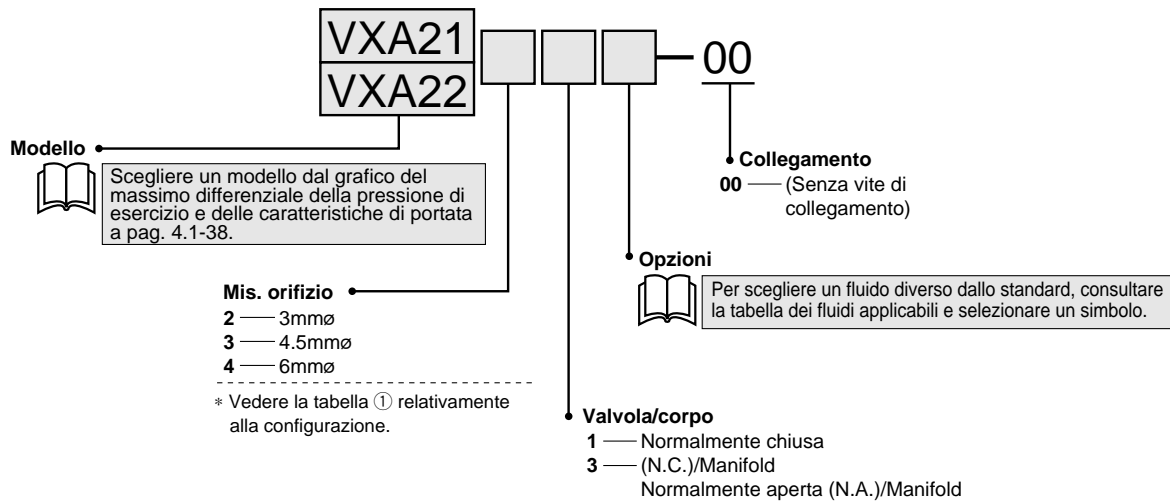 VXA21
VXA22
00
Modello
Scegliere un modello dal grafico del
massimo differenziale della pressione di
esercizio e delle caratteristiche di portata
a pag. 4.1-38.
Collegamento
00 — (Senza vite di
collegamento)
Opzioni
Per scegliere un fluido diverso dallo standard, consultare
la tabella dei fluidi applicabili e selezionare un simbolo.
Mis. orifizio
2 — 3mmø
3 — 4.5mmø
4 — 6mmø
* Vedere la tabella ① relativamente
alla configurazione.
Valvola/corpo
1 — Normalmente chiusa
3 — (N.C.)/Manifold
Normalmente aperta (N.A.)/Manifold